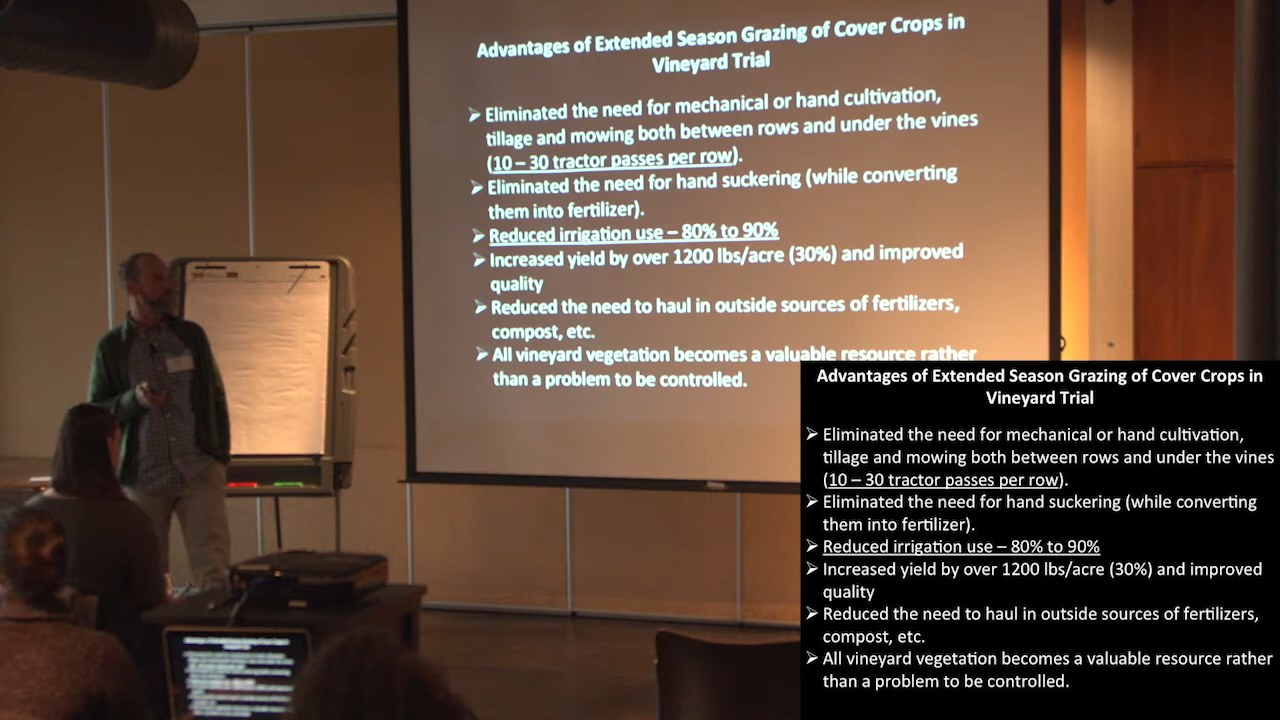 Advantages of Extended Season Grazing of Cover Crops in
Vineyard Trial
➢ Eliminated the need for mechanical or hand cultivation,
tillage and mowing both between rows and under the vines
(10 – 30 tractor passes per row).
➢ Eliminated the need for hand suckering (while converting
them into fertilizer).
➢ Reduced irrigation use – 80% to 90%
➢ Increased yield by over 1200 lbs/acre (30%) and improved
quality
➢ Reduced the need to haul in outside sources of fertilizers,
compost, etc.
➢ All vineyard vegetation becomes a valuable resource rather
than a problem to be controlled.
Advantages of Extended Season Grazing of Cover Crops in
Vineyard Trial
➢ Eliminated the need for mechanical or hand cultivation,
tillage and mowing both between rows and under the vines
(10 – 30 tractor passes per row).
➢ Eliminated the need for hand suckering (while converting
them into fertilizer).
➢ Reduced irrigation use – 80% to 90%
➢ Increased yield by over 1200 lbs/acre (30%) and improved
quality
➢ Reduced the need to haul in outside sources of fertilizers,
compost, etc.
➢ All vineyard vegetation becomes a valuable resource rather
than a problem to be controlled.